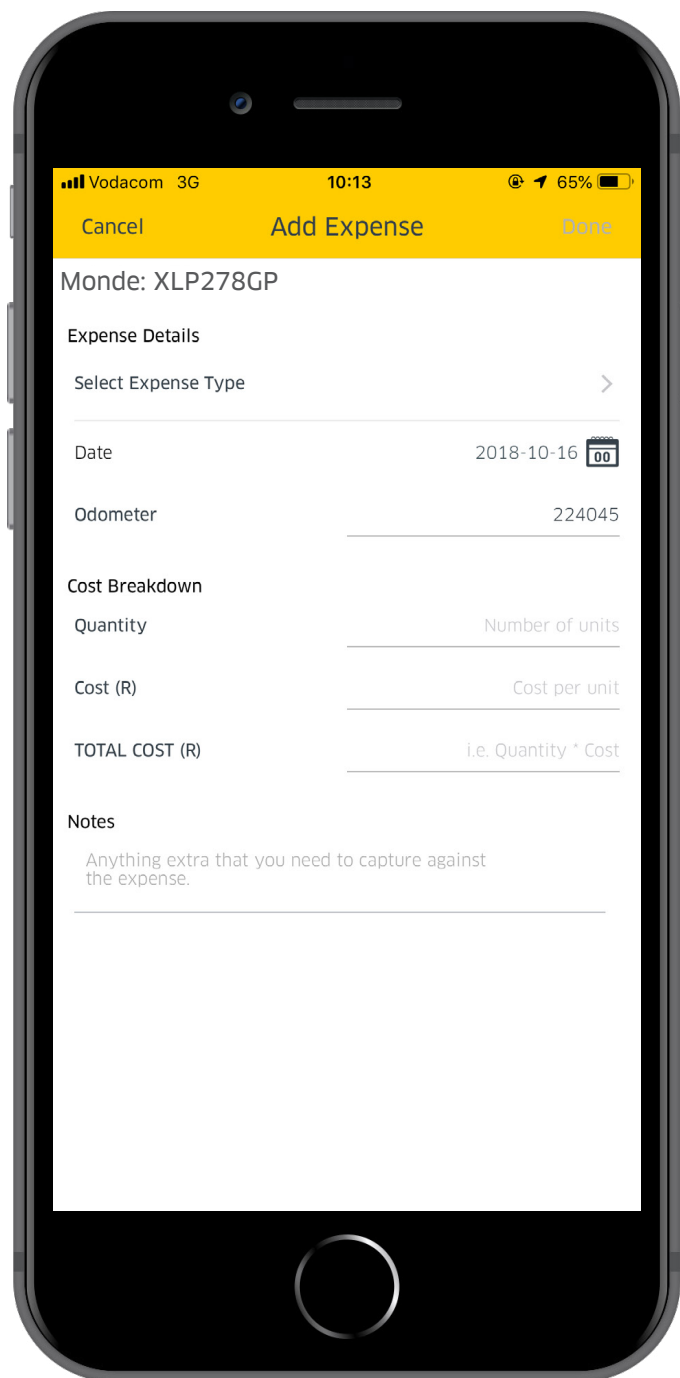 Vodacom 3G 10:13 65%
Cancel Add Expense Done
Monde: XLP278GP
Expense Details
Select Expense Type
Date 2018-10-16 00
Odometer 224045
Cost Breakdown
Quantity Number of units
Cost (R) Cost per unit
TOTAL COST (R) i.e. Quantity * Cost
Notes
Anything extra that you need to capture against
the expense.